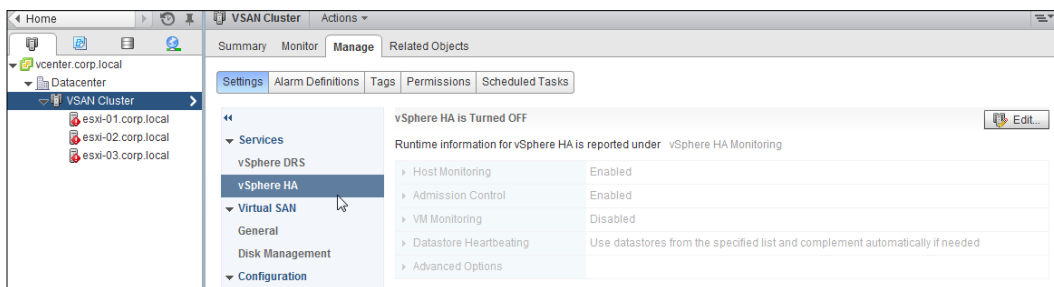 Home
VSAN Cluster Actions
Summary Monitor Manage Related Objects
vcenter.corp.local
Datacenter
VSAN Cluster
esxi-01.corp.local
esxi-02.corp.local
esxi-03.corp.local
Settings Alarm Definitions Tags Permissions Scheduled Tasks
Services
vSphere DRS
vSphere HA
Virtual SAN
General
Disk Management
Configuration
vSphere HA is Turned OFF
Edit...
Runtime information for vSphere HA is reported under vSphere HA Monitoring
Host Monitoring Enabled
Admission Control Enabled
VM Monitoring Disabled
Datastore Heartbeating Use datastores from the specified list and complement automatically if needed
Advanced Options